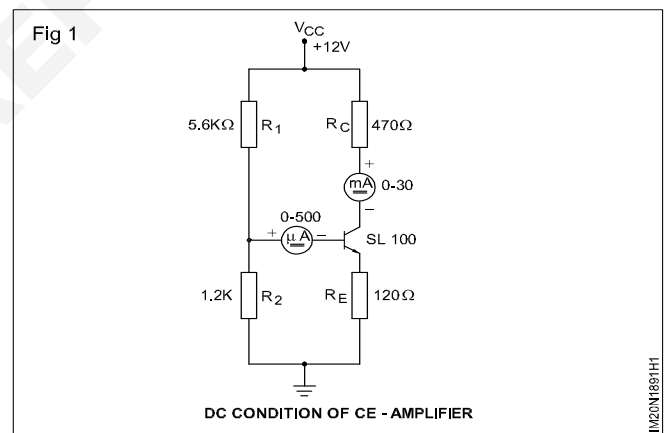 Fig 1
VCC
+12V
5.6KΩ R1
RC 470Ω
+
mA 0-30
−
0-500
+ μA −
SL 100
1.2K R2
RE 120Ω
DC CONDITION OF CE - AMPLIFIER
IM20N1891H1